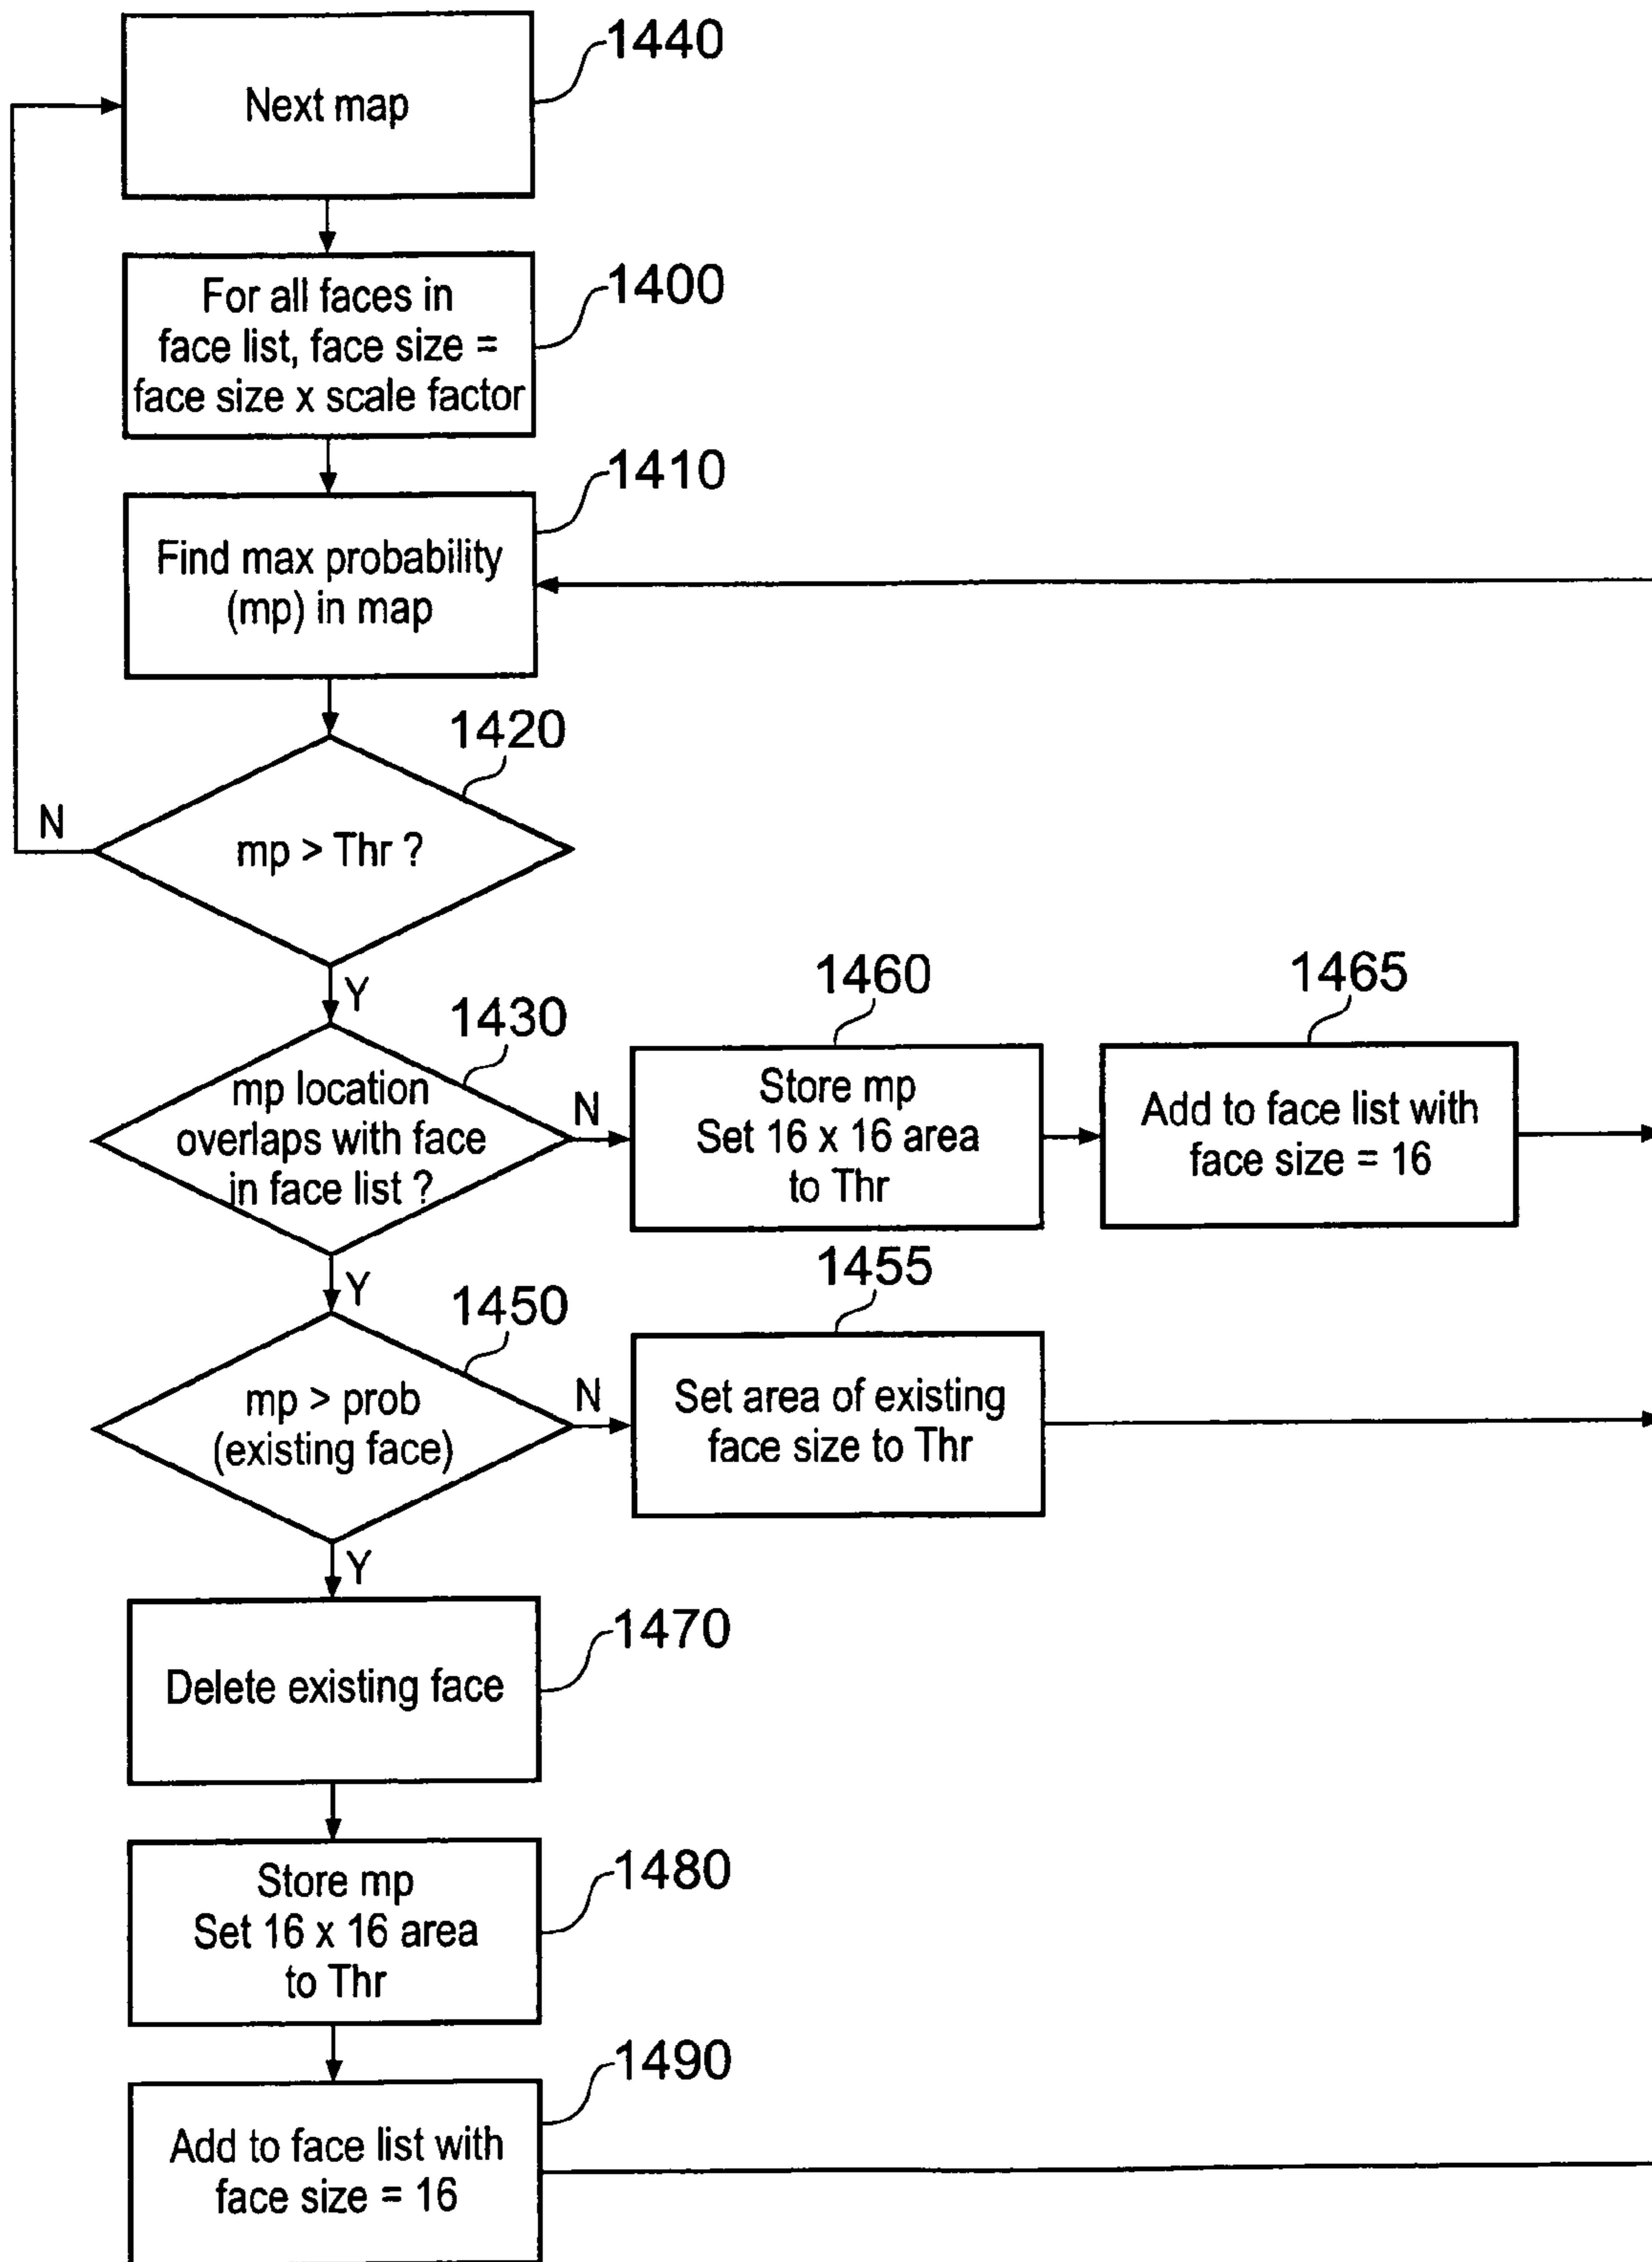 1440
Next map
1400
For all faces in
face list, face size =
face size x scale factor
1410
Find max probability
(mp) in map
1420
mp > Thr ?
N
Y
1430
mp location
overlaps with face
in face list ?
N
1460
Store mp
Set 16 x 16 area
to Thr
1465
Add to face list with
face size = 16
Y
1450
mp > prob
(existing face)
N
1455
Set area of existing
face size to Thr
Y
1470
Delete existing face
1480
Store mp
Set 16 x 16 area
to Thr
1490
Add to face list with
face size = 16